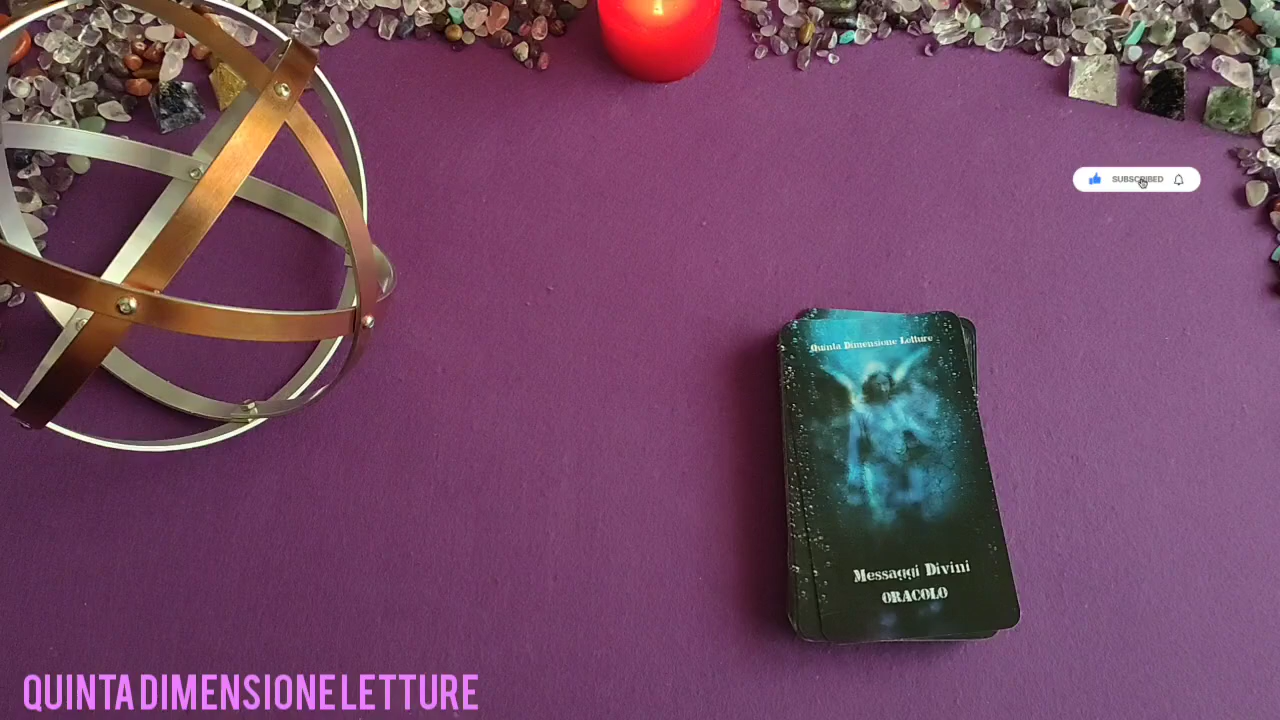 SUBSCRIBED
Quinta Dimensione Letture
Messaggi Divini
ORACOLO
QUINTA DIMENSIONE LETTURE